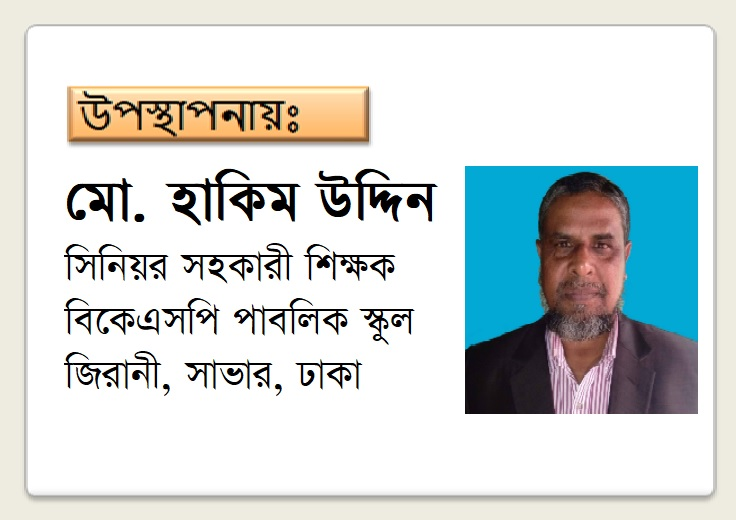 উপস্থাপনায়ঃ
মো. হাকিম উদ্দিন
সিনিয়র সহকারী শিক্ষক
বিকেএসপি পাবলিক স্কুল
জিরানী, সাভার, ঢাকা